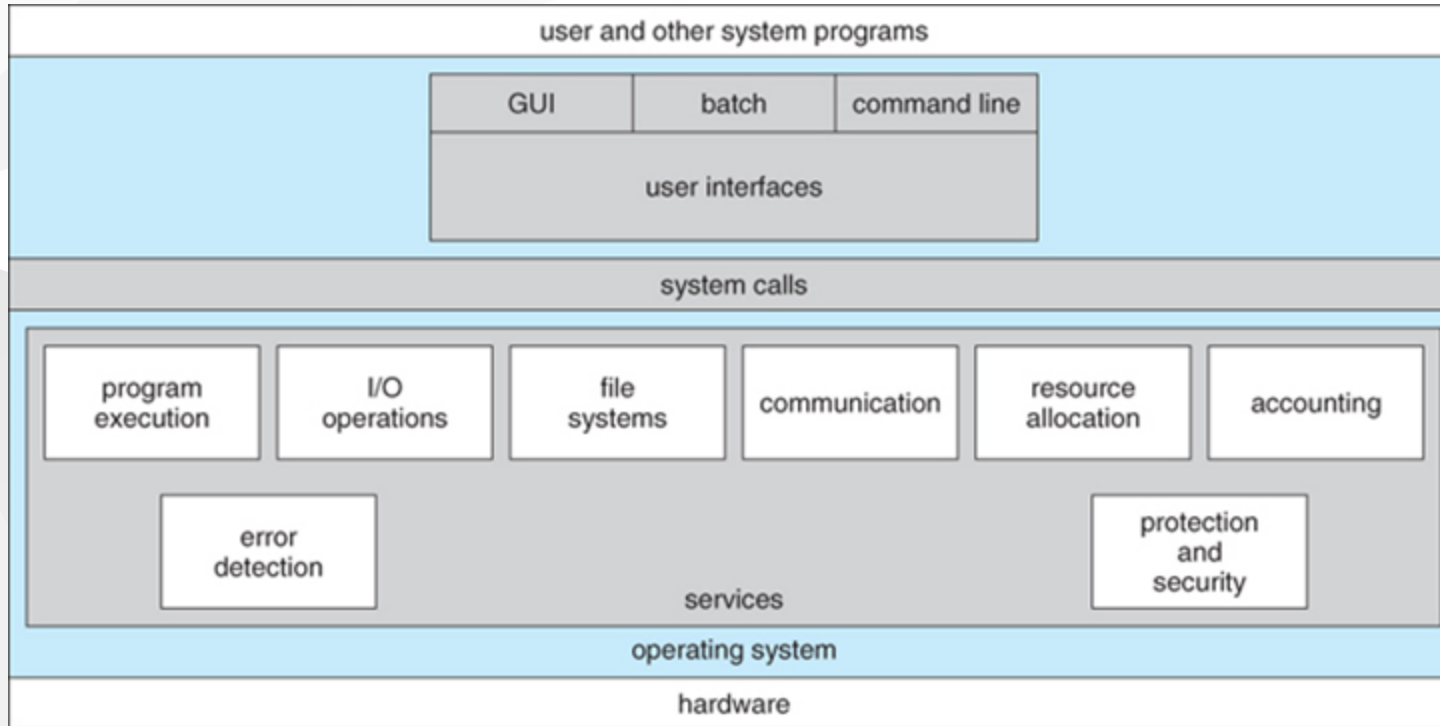 user and other system programs
GUI
batch
command line
user interfaces
system calls
program
execution
I/O
operations
file
systems
communication
resource
allocation
accounting
error
detection
protection
and
security
services
operating system
hardware